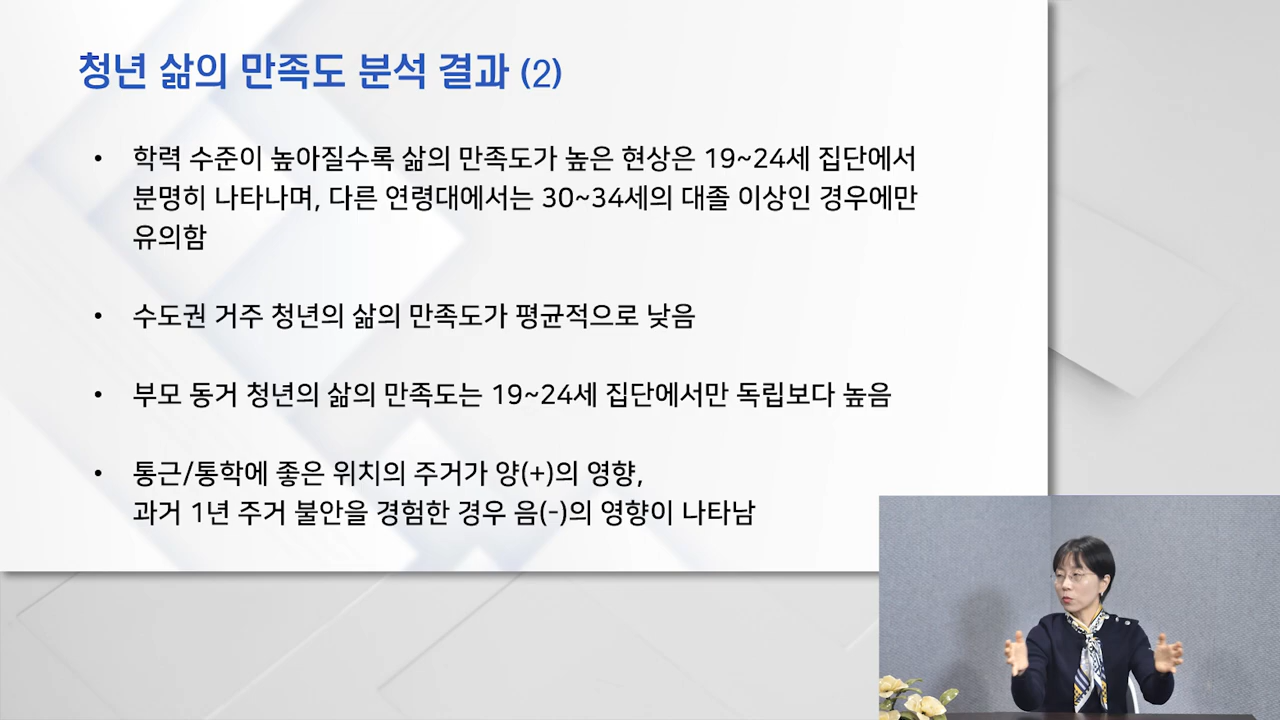 청년 삶의 만족도 분석 결과 (2)
• 학력 수준이 높아질수록 삶의 만족도가 높은 현상은 19~24세 집단에서
분명히 나타나며, 다른 연령대에서는 30~34세의 대졸 이상인 경우에만
유의함
• 수도권 거주 청년의 삶의 만족도가 평균적으로 낮음
• 부모 동거 청년의 삶의 만족도는 19~24세 집단에서만 독립보다 높음
• 통근/통학에 좋은 위치의 주거가 양(+)의 영향,
과거 1년 주거 불안을 경험한 경우 음(-)의 영향이 나타남